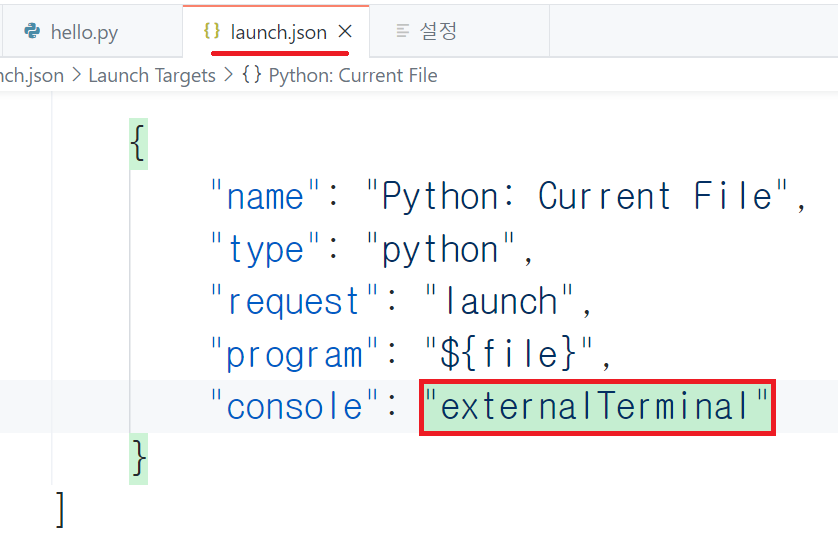 hello.py
{} launch.json ×
설정
nch.json > Launch Targets > {} Python: Current File
{
"name": "Python: Current File",
"type": "python",
"request": "launch",
"program": "${file}",
"console": "externalTerminal"
}
]